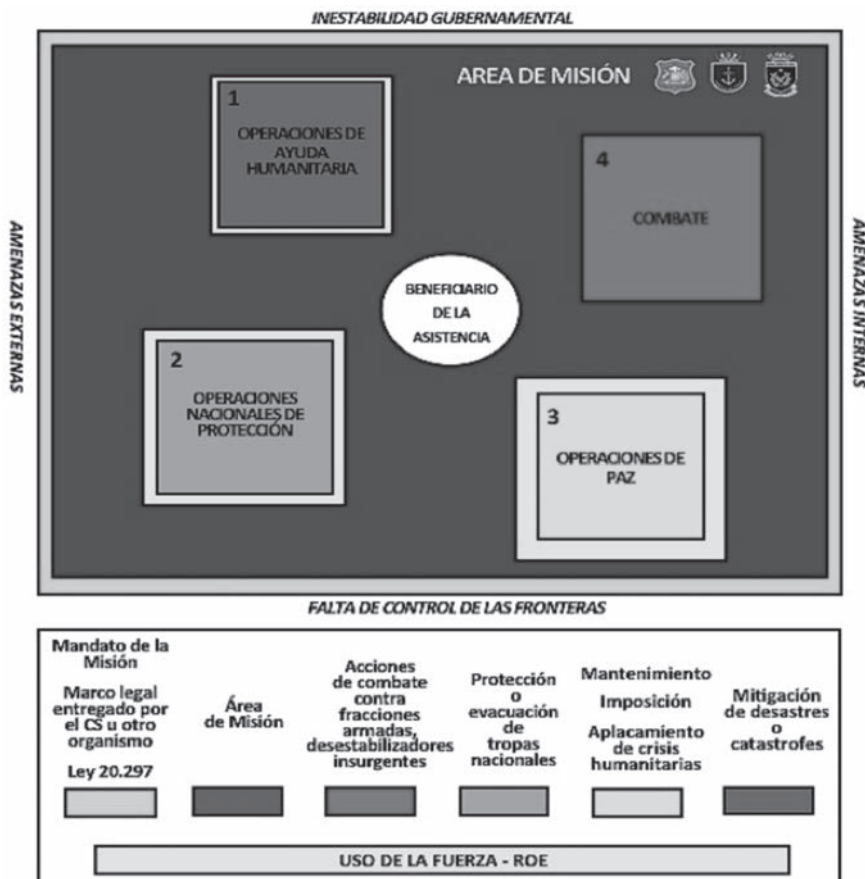 INESTABILIDAD GUBERNAMENTAL
AREA DE MISIÓN
1
OPERACIONES DE
AYUDA
HUMANITARIA
4
COMBATE
AMENAZAS EXTERNAS
AMENAZAS INTERNAS
BENEFICIARIO
DE LA
ASISTENCIA
2
OPERACIONES
NACIONALES DE
PROTECCIÓN
3
OPERACIONES DE
PAZ
FALTA DE CONTROL DE LAS FRONTERAS
Mandato de la
Misión
Marco legal
entregado por
el CS u otro
organismo
Ley 20.297
Área
de Misión
Acciones
de combate
contra
fracciones
armadas,
desestabilizadores
insurgentes
Protección
o
evacuación
de
tropas
nacionales
Mantenimiento
Imposición
Aplacamiento
de crisis
humanitarias
Mitigación
de desastres
o
catastrofes
USO DE LA FUERZA - ROE